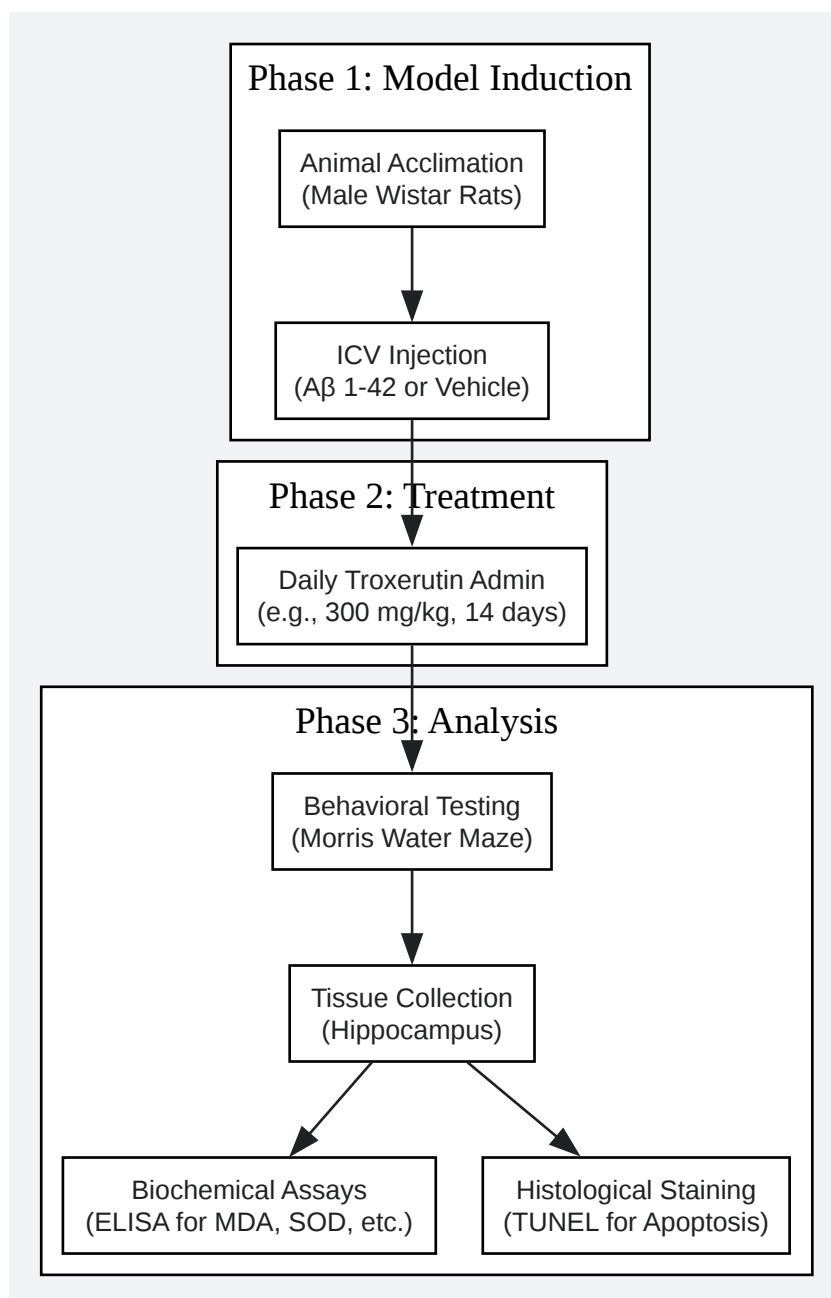 Phase 1: Model Induction
Animal Acclimation
(Male Wistar Rats)
ICV Injection
(Aβ 1-42 or Vehicle)
Phase 2: Treatment
Daily Troxerutin Admin
(e.g., 300 mg/kg, 14 days)
Phase 3: Analysis
Behavioral Testing
(Morris Water Maze)
Tissue Collection
(Hippocampus)
Biochemical Assays
(ELISA for MDA, SOD, etc.)
Histological Staining
(TUNEL for Apoptosis)